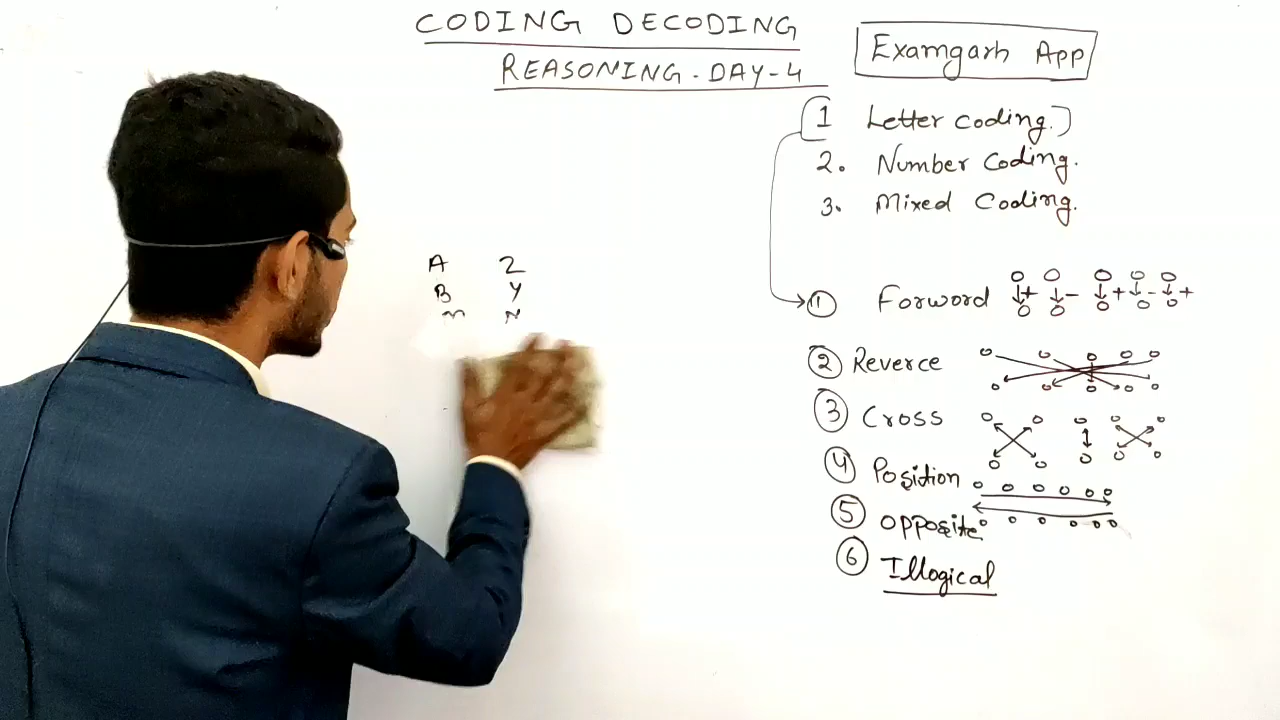 CODING DECODING
REASONING. DAY-4
Examgarh App
1 Letter coding.
2. Number Coding.
3. Mixed Coding.
A Z
B Y
M N
1 Forword + - + - +
2 Reverce
3 Cross
4 Position
5 Opposite
6 Illogical